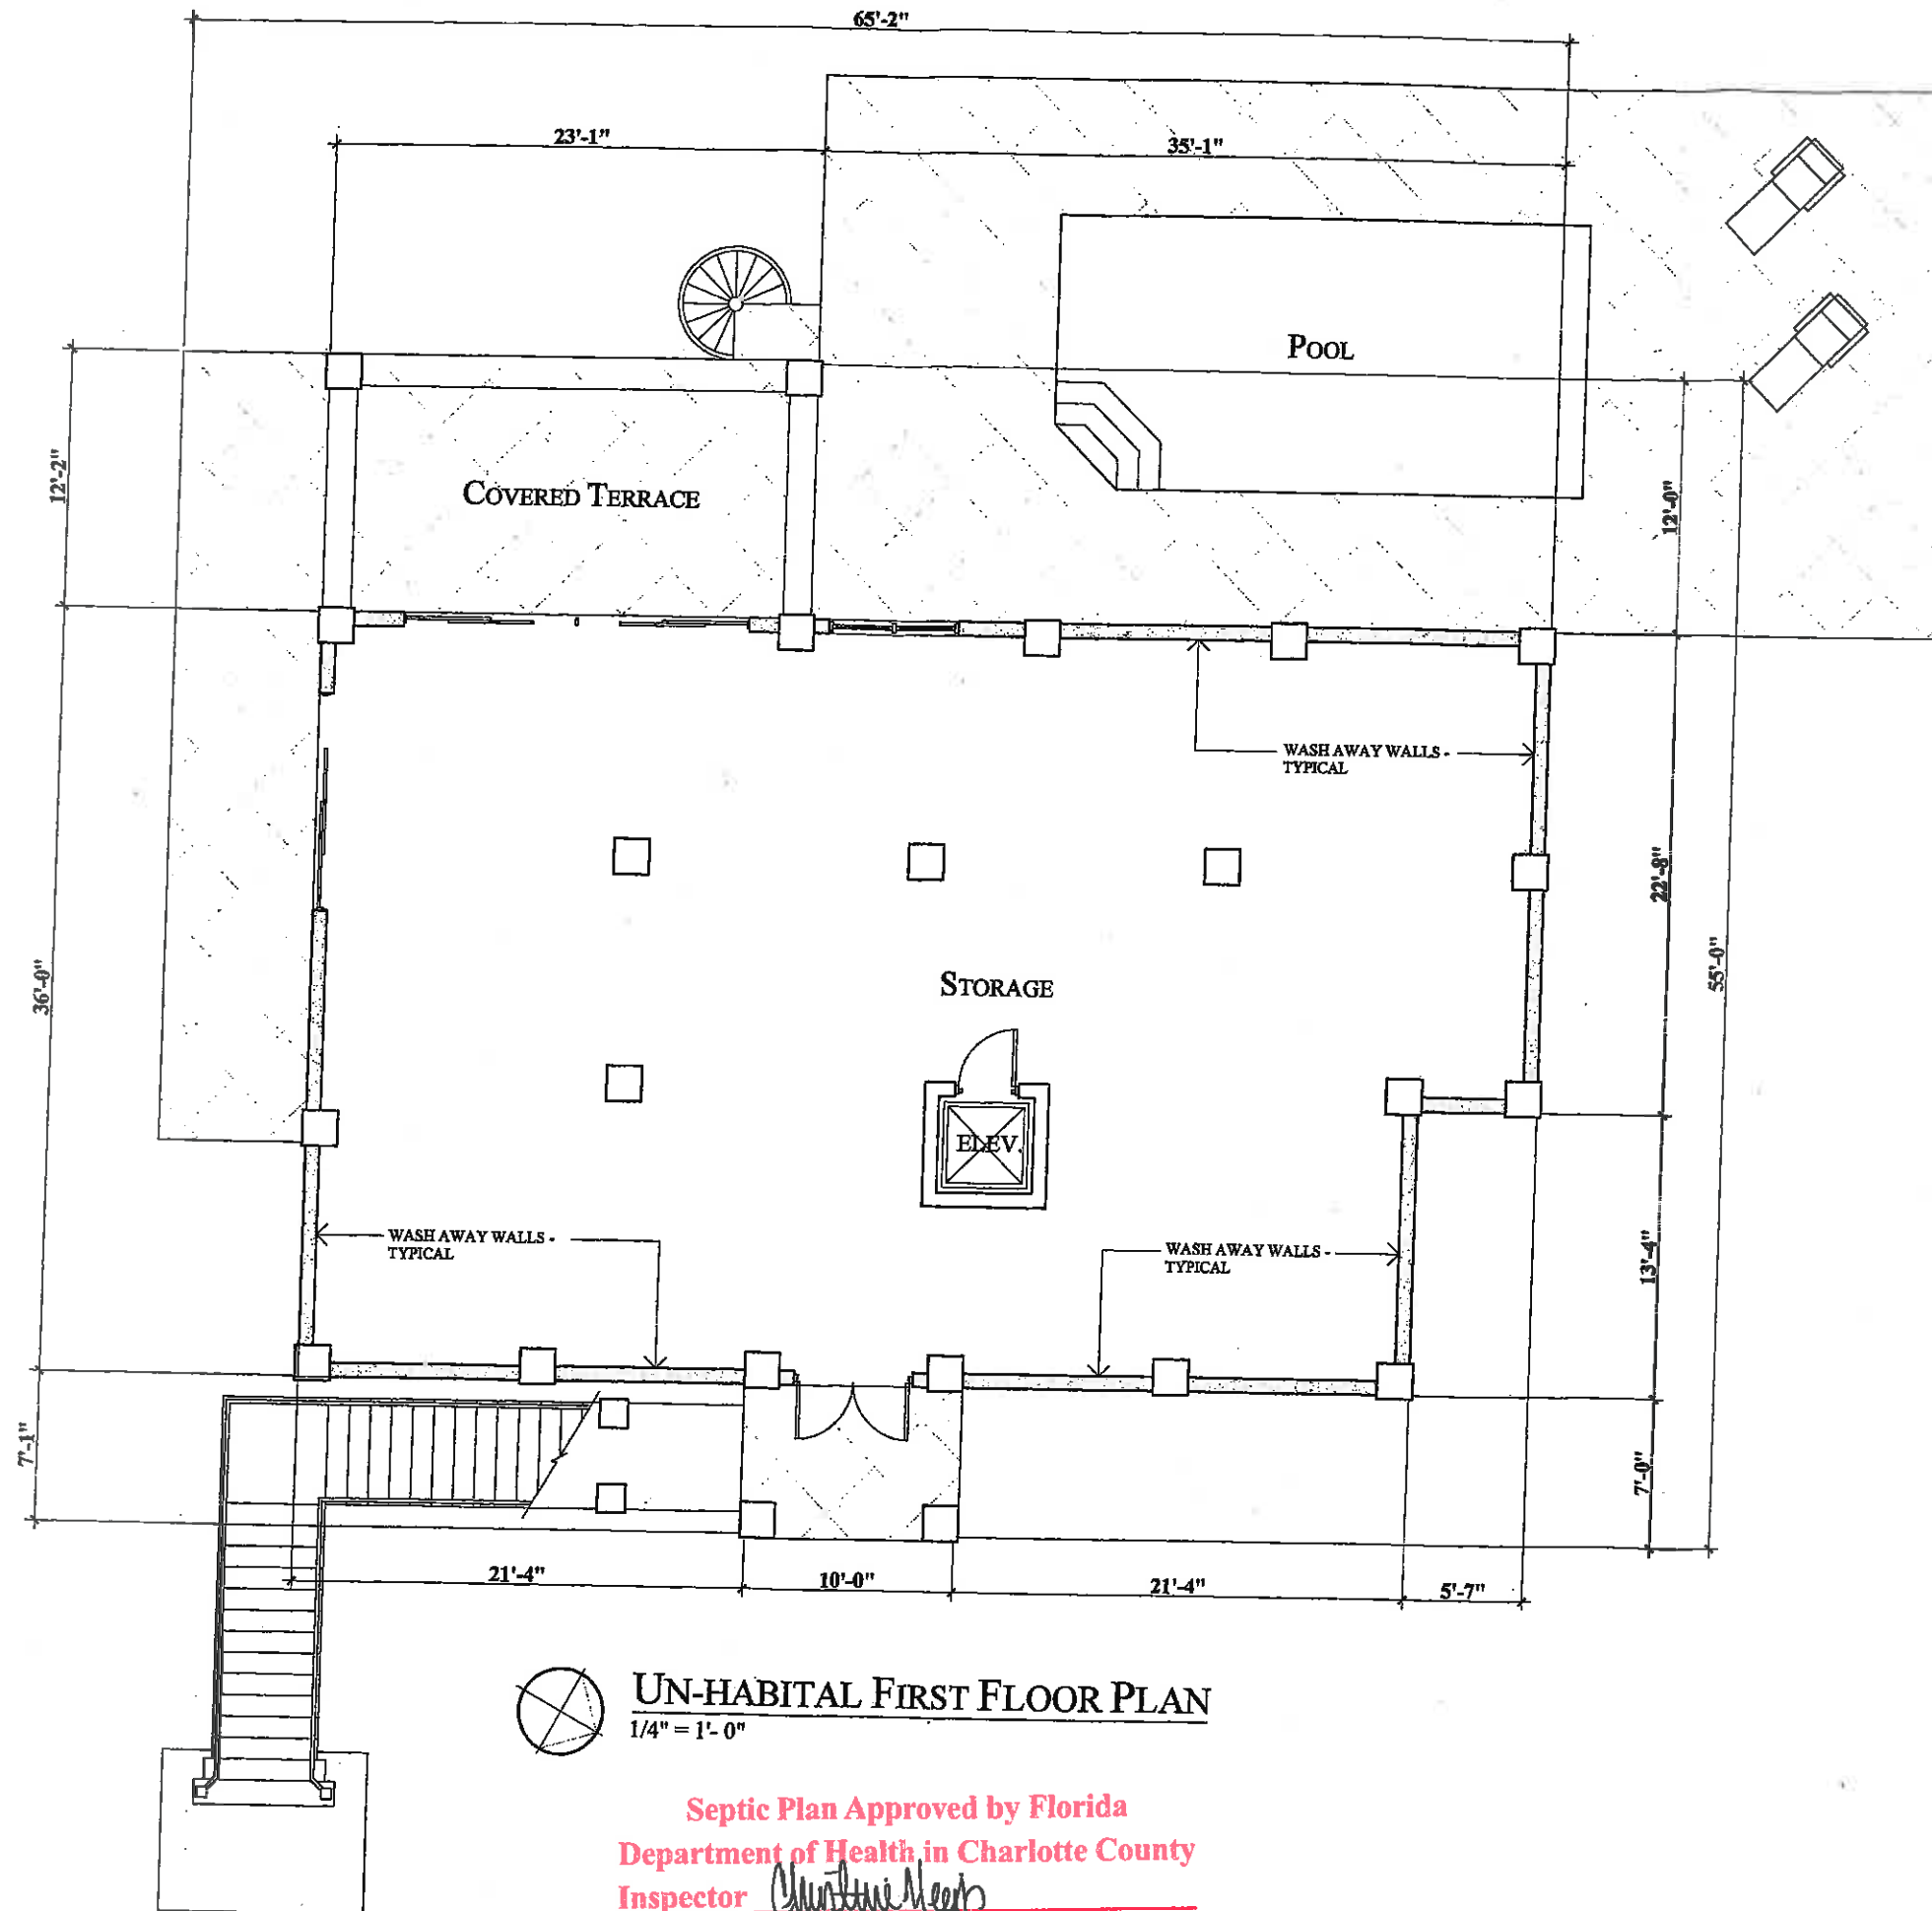 65'-2"
23'-1"
35'-1"
POOL
12'-2"
COVERED TERRACE
12'-0"
WASH AWAY WALLS -
TYPICAL
22'-8"
36'-0"
55'-0"
STORAGE
ELEV.
WASH AWAY WALLS -
TYPICAL
WASH AWAY WALLS -
TYPICAL
13'-4"
7'-1"
7'-0"
21'-4"
10'-0"
21'-4"
5'-7"
UN-HABITAL FIRST FLOOR PLAN
1/4" = 1'- 0"
Septic Plan Approved by Florida
Department of Health in Charlotte County
Inspector